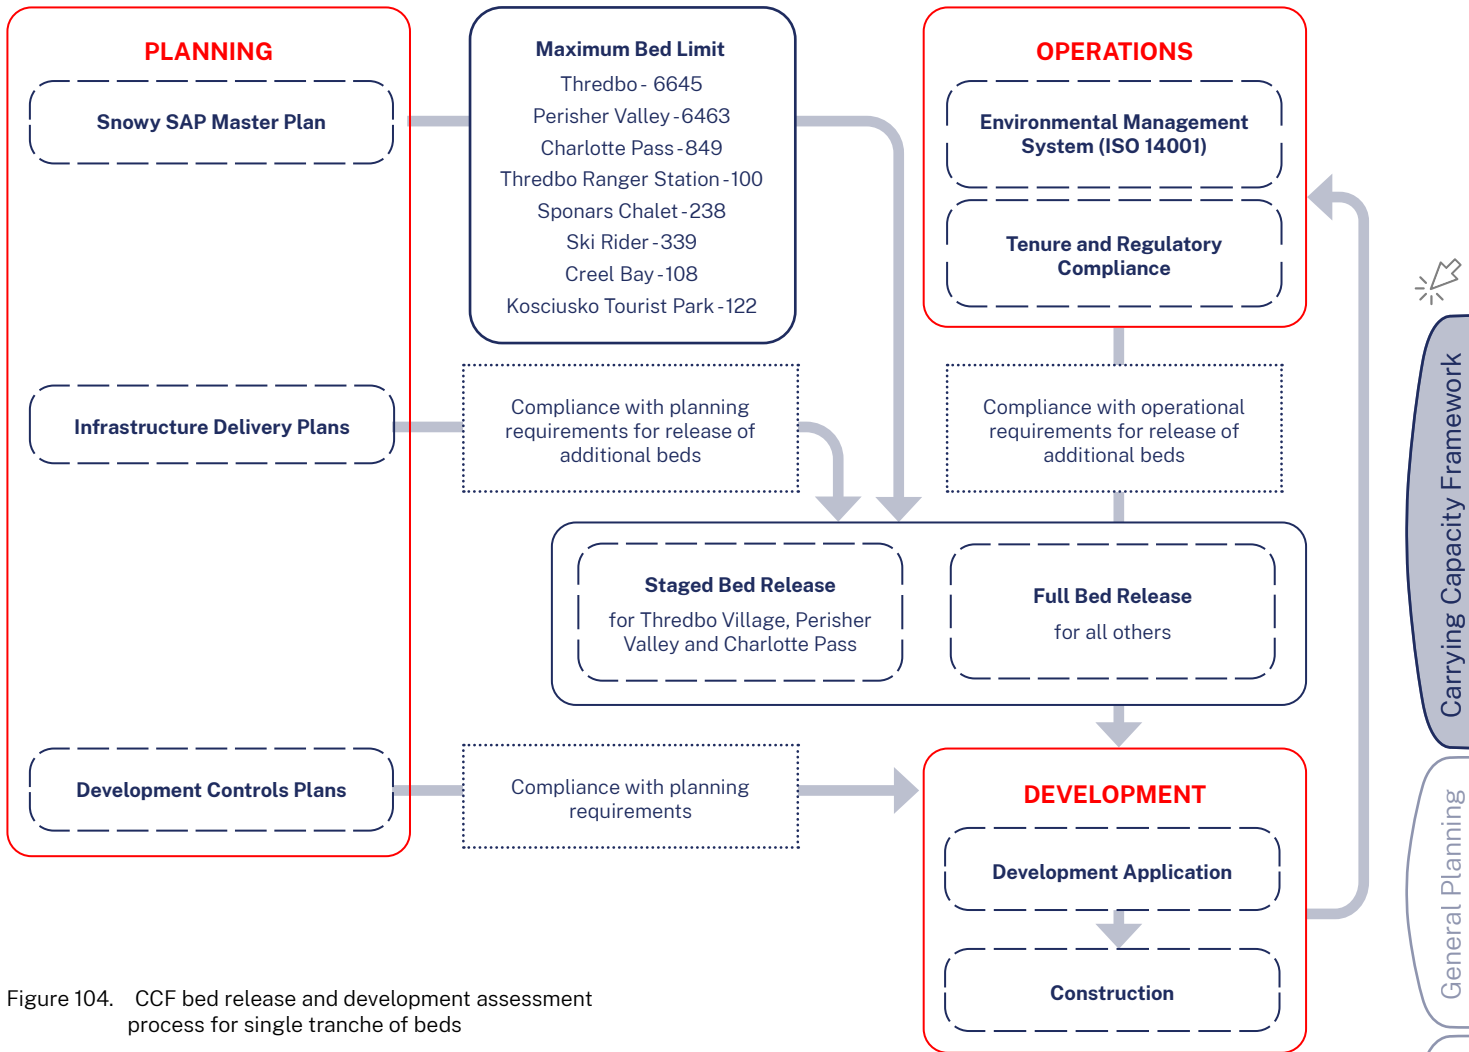 PLANNING
Snowy SAP Master Plan
Infrastructure Delivery Plans
Development Controls Plans
Maximum Bed Limit
Thredbo - 6645
Perisher Valley - 6463
Charlotte Pass - 849
Thredbo Ranger Station - 100
Sponars Chalet - 238
Ski Rider - 339
Creel Bay - 108
Kosciusko Tourist Park - 122
Compliance with planning
requirements for release of
additional beds
Compliance with planning
requirements
OPERATIONS
Environmental Management
System (ISO 14001)
Tenure and Regulatory
Compliance
Compliance with operational
requirements for release of
additional beds
Staged Bed Release
for Thredbo Village, Perisher
Valley and Charlotte Pass
Full Bed Release
for all others
DEVELOPMENT
Development Application
Construction
Figure 104. CCF bed release and development assessment
process for single tranche of beds
Carrying Capacity Framework
General Planning